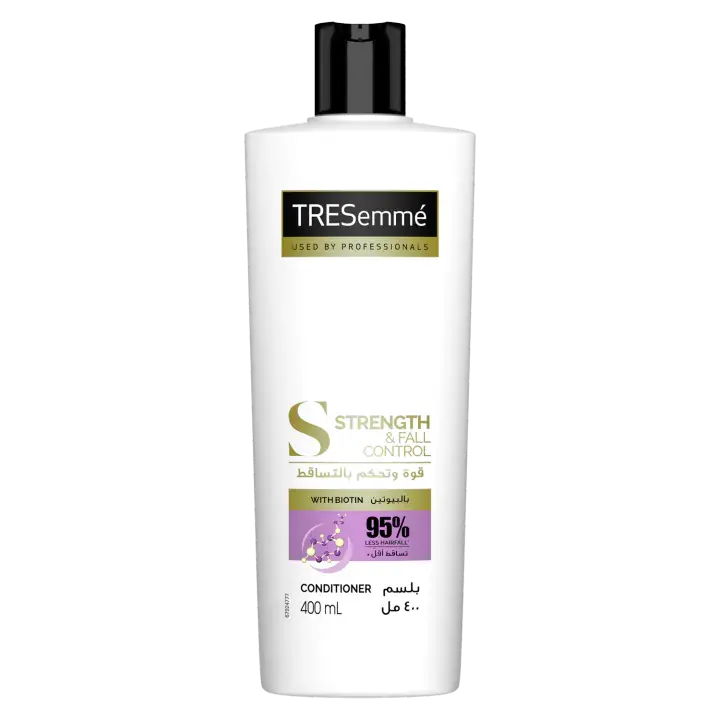 TRESemmé
USED BY PROFESSIONALS
S STRENGTH
& FALL
CONTROL
قوة وتحكم بالتساقط
WITH BIOTIN بالبيوتين
95%
LESS HAIRFALL*
تساقط أقل*
CONDITIONER بلسم
400 mL ٤٠٠ مل